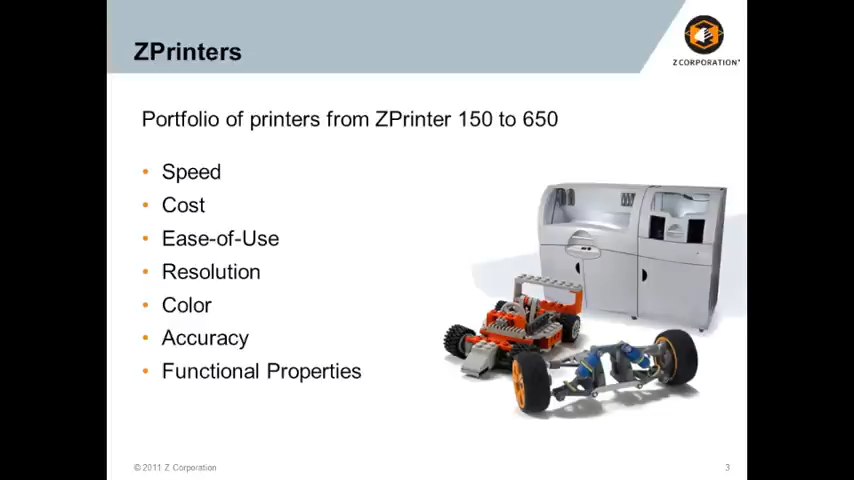 ZPrinters
Z CORPORATION
Portfolio of printers from ZPrinter 150 to 650
• Speed
• Cost
• Ease-of-Use
• Resolution
• Color
• Accuracy
• Functional Properties
© 2011 Z Corporation
3